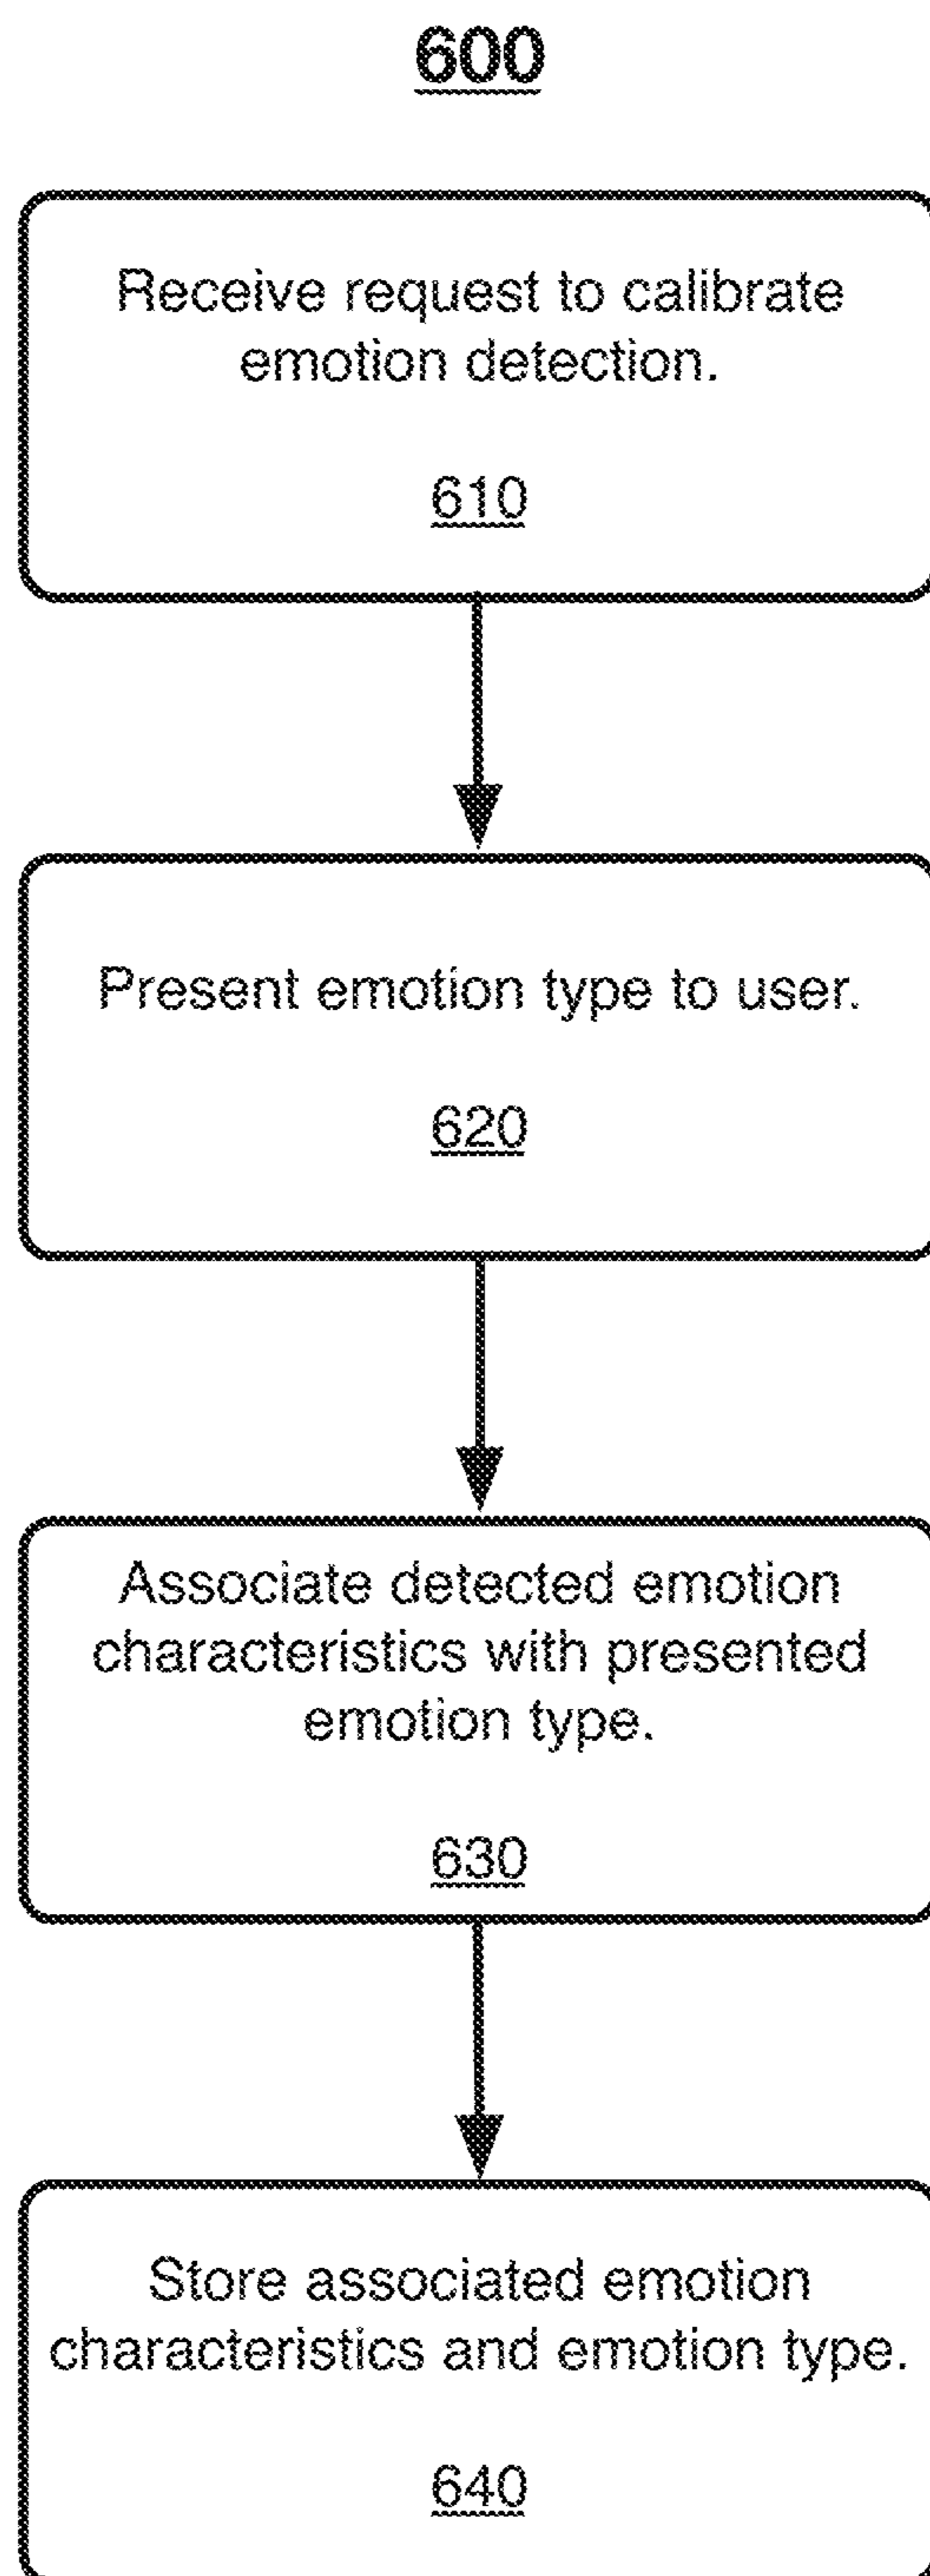 600
Receive request to calibrate
emotion detection.
610
Present emotion type to user.
620
Associate detected emotion
characteristics with presented
emotion type.
630
Store associated emotion
characteristics and emotion type.
640